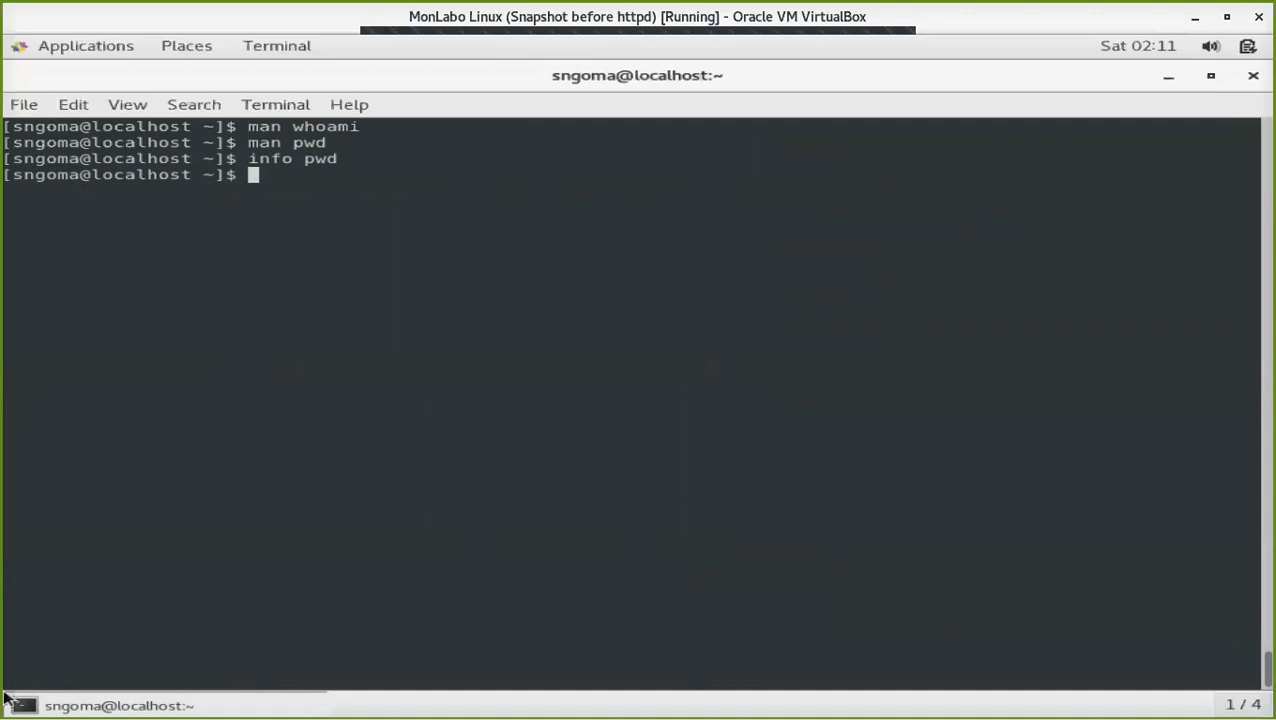 MonLabo Linux (Snapshot before httpd) [Running] - Oracle VM VirtualBox
Applications Places Terminal Sat 02:11
sngoma@localhost:~
File Edit View Search Terminal Help
[sngoma@localhost ~]$ man whoami
[sngoma@localhost ~]$ man pwd
[sngoma@localhost ~]$ info pwd
[sngoma@localhost ~]$
sngoma@localhost:~ 1 / 4